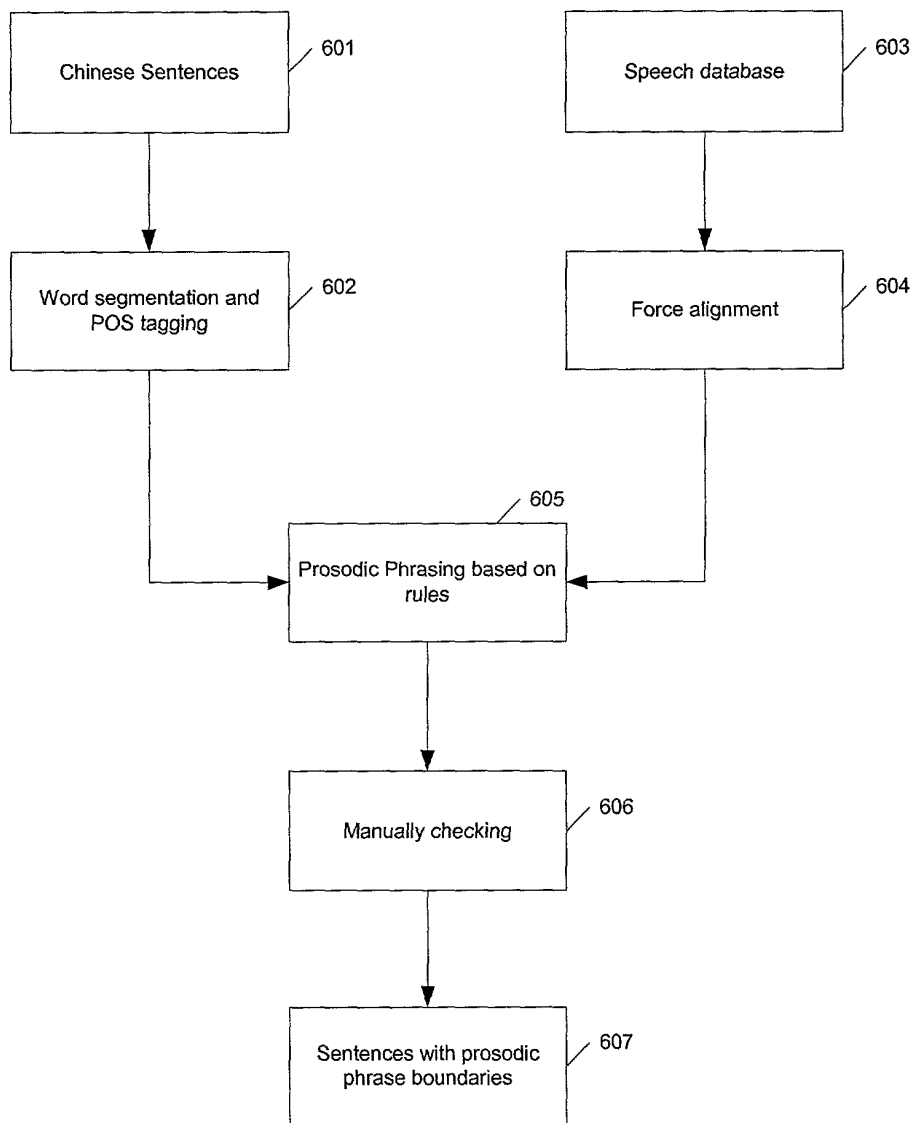 Chinese Sentences
601
Speech database
603
Word segmentation and
POS tagging
602
Force alignment
604
605
Prosodic Phrasing based on
rules
Manually checking
606
Sentences with prosodic
phrase boundaries
607